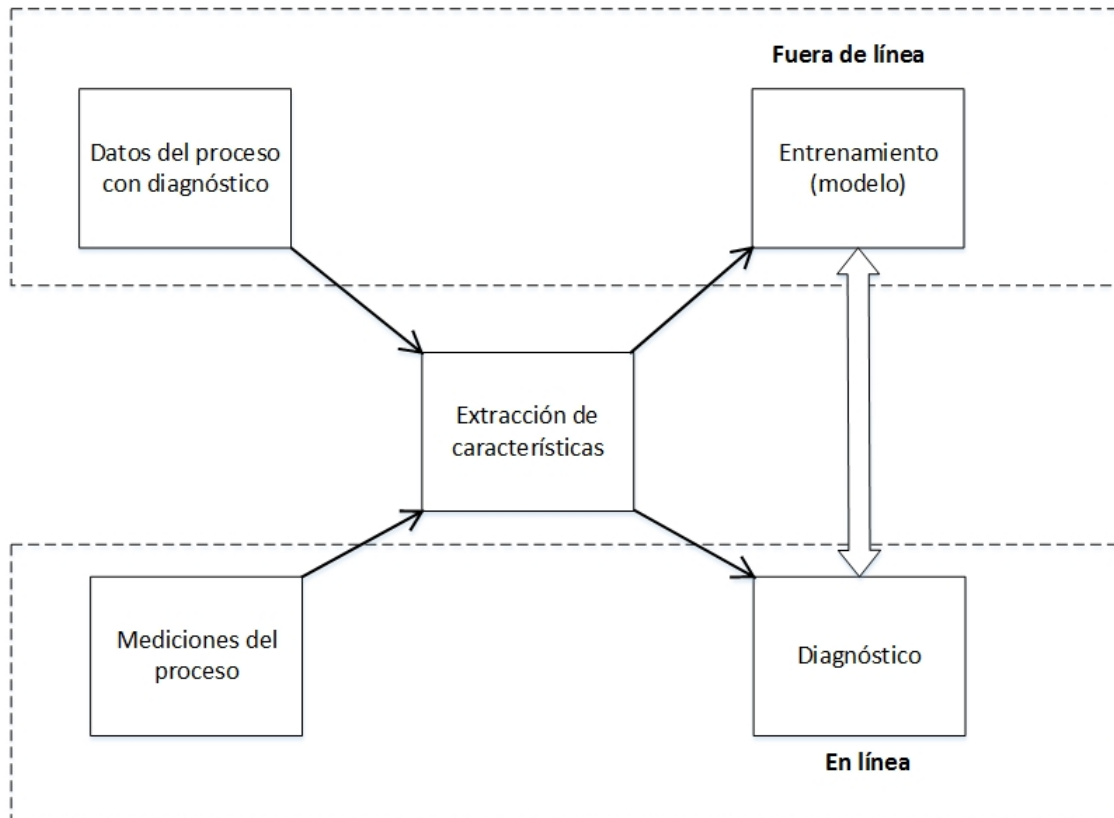 Fuera de línea
Datos del proceso
con diagnóstico
Entrenamiento
(modelo)
Extracción de
características
Mediciones del
proceso
Diagnóstico
En línea